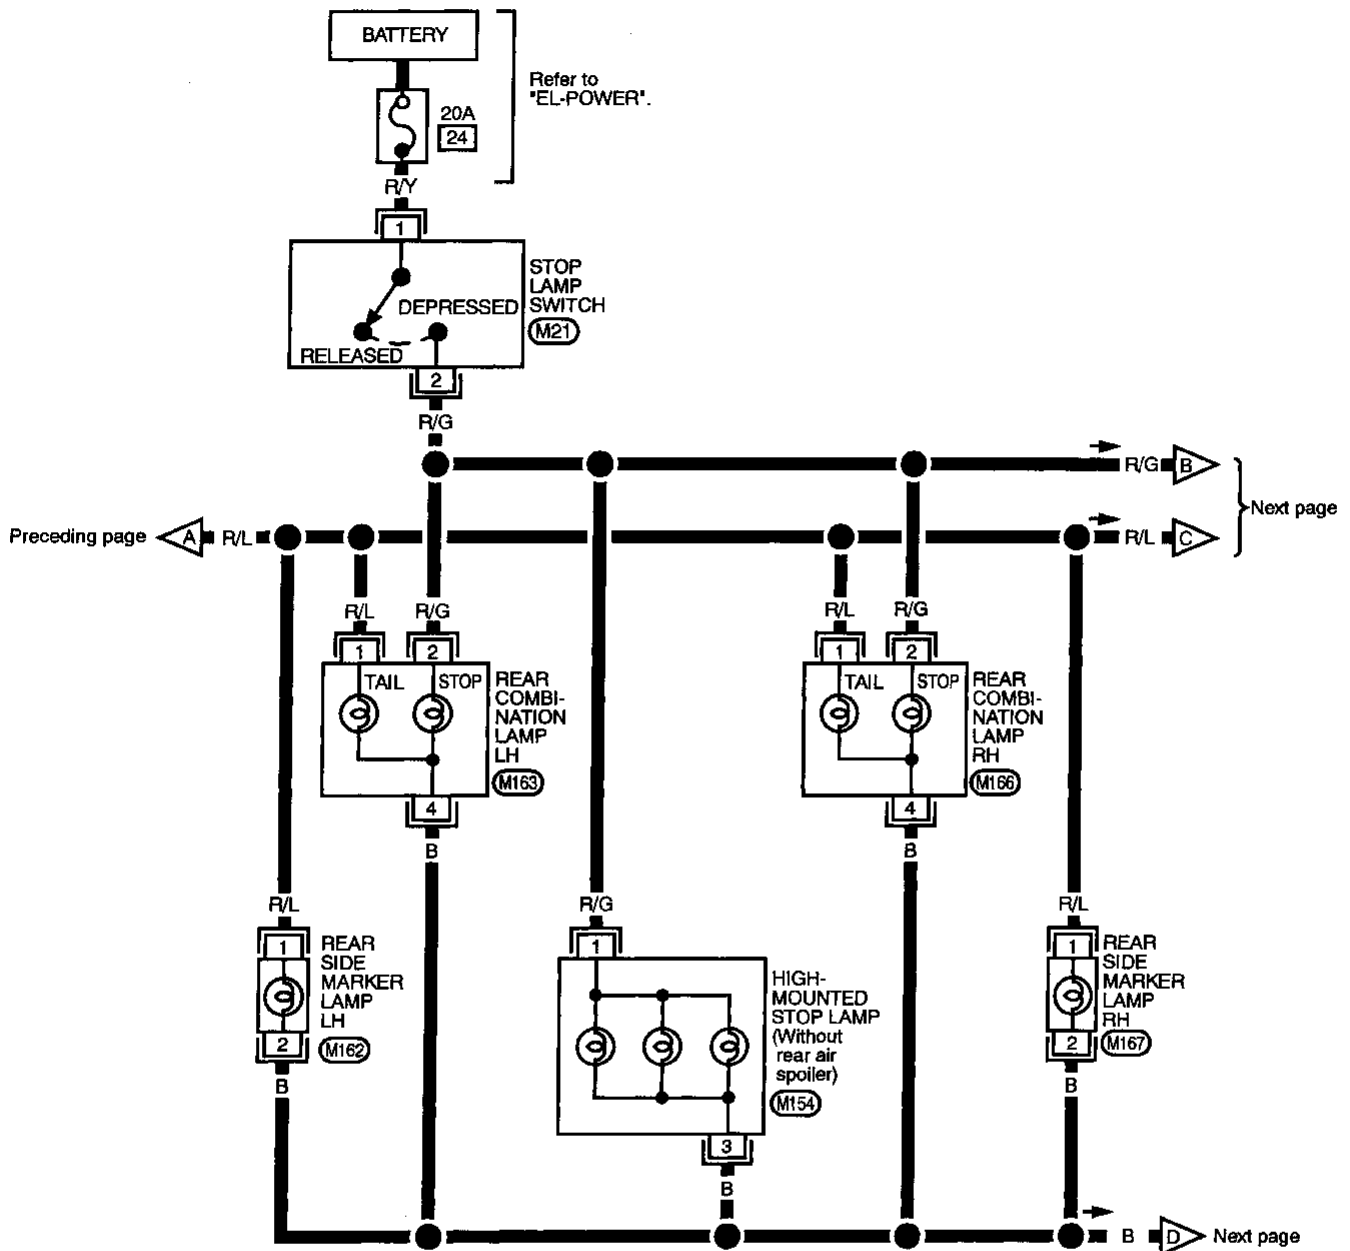 BATTERY
Refer to
"EL-POWER".
20A
24
R/Y
1
STOP
LAMP
SWITCH
M21
DEPRESSED
RELEASED
2
R/G
R/G B
Next page
Preceding page A R/L
R/L C
R/L R/G
R/L R/G
1 2
TAIL STOP
REAR
COMBI-
NATION
LAMP
LH
M163
4
B
1 2
TAIL STOP
REAR
COMBI-
NATION
LAMP
RH
M166
4
B
R/L
1
REAR
SIDE
MARKER
LAMP
LH
M162
2
B
R/G
1
HIGH-
MOUNTED
STOP LAMP
(Without
rear air
spoiler)
M154
3
B
R/L
1
REAR
SIDE
MARKER
LAMP
RH
M167
2
B
B D Next page